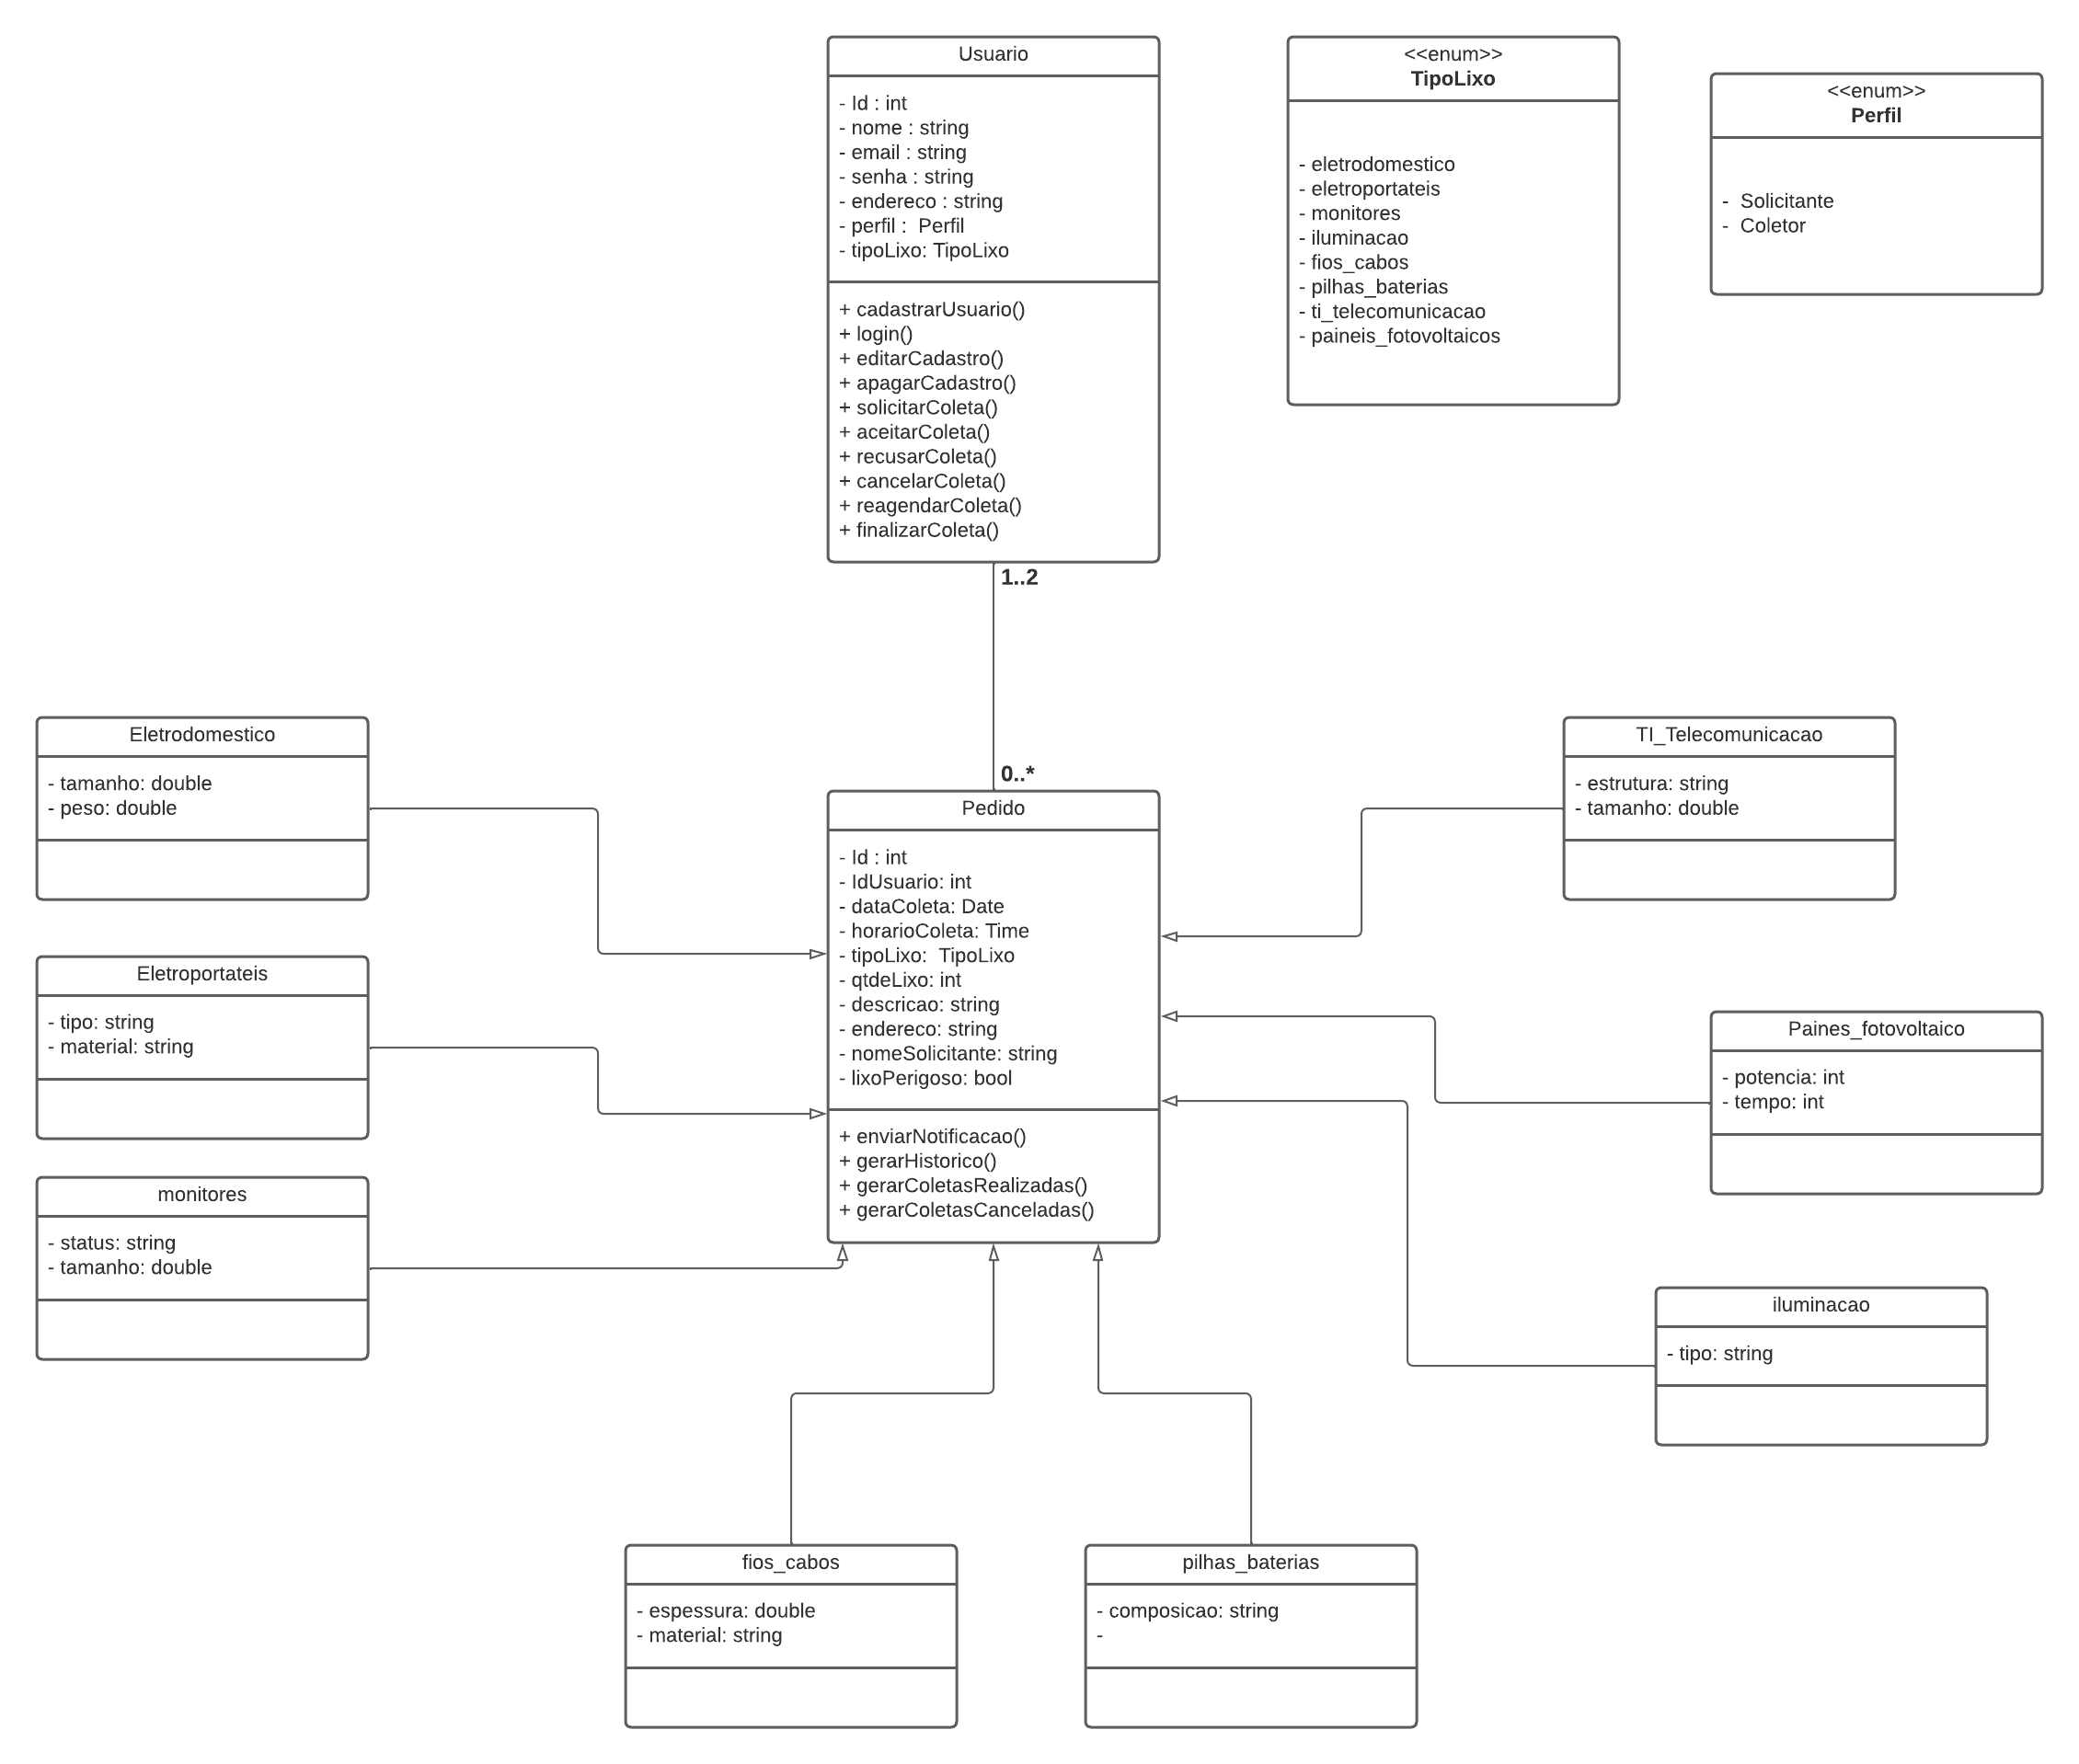 Usuario
- Id : int
- nome : string
- email : string
- senha : string
- endereco : string
- perfil :  Perfil
- tipoLixo: TipoLixo
+ cadastrarUsuario()
+ login()
+ editarCadastro()
+ apagarCadastro()
+ solicitarColeta()
+ aceitarColeta()
+ recusarColeta()
+ cancelarColeta()
+ reagendarColeta()
+ finalizarColeta()
<<enum>>
TipoLixo
- eletrodomestico
- eletroportateis
- monitores
- iluminacao
- fios_cabos
- pilhas_baterias
- ti_telecomunicacao
- paineis_fotovoltaicos
<<enum>>
Perfil
-  Solicitante
-  Coletor
1..2
0..*
Eletrodomestico
- tamanho: double
- peso: double
Eletroportateis
- tipo: string
- material: string
monitores
- status: string
- tamanho: double
Pedido
- Id : int
- IdUsuario: int
- dataColeta: Date
- horarioColeta: Time
- tipoLixo:  TipoLixo
- qtdeLixo: int
- descricao: string
- endereco: string
- nomeSolicitante: string
- lixoPerigoso: bool
+ enviarNotificacao()
+ gerarHistorico()
+ gerarColetasRealizadas()
+ gerarColetasCanceladas()
TI_Telecomunicacao
- estrutura: string
- tamanho: double
Paines_fotovoltaico
- potencia: int
- tempo: int
iluminacao
- tipo: string
fios_cabos
- espessura: double
- material: string
pilhas_baterias
- composicao: string
-